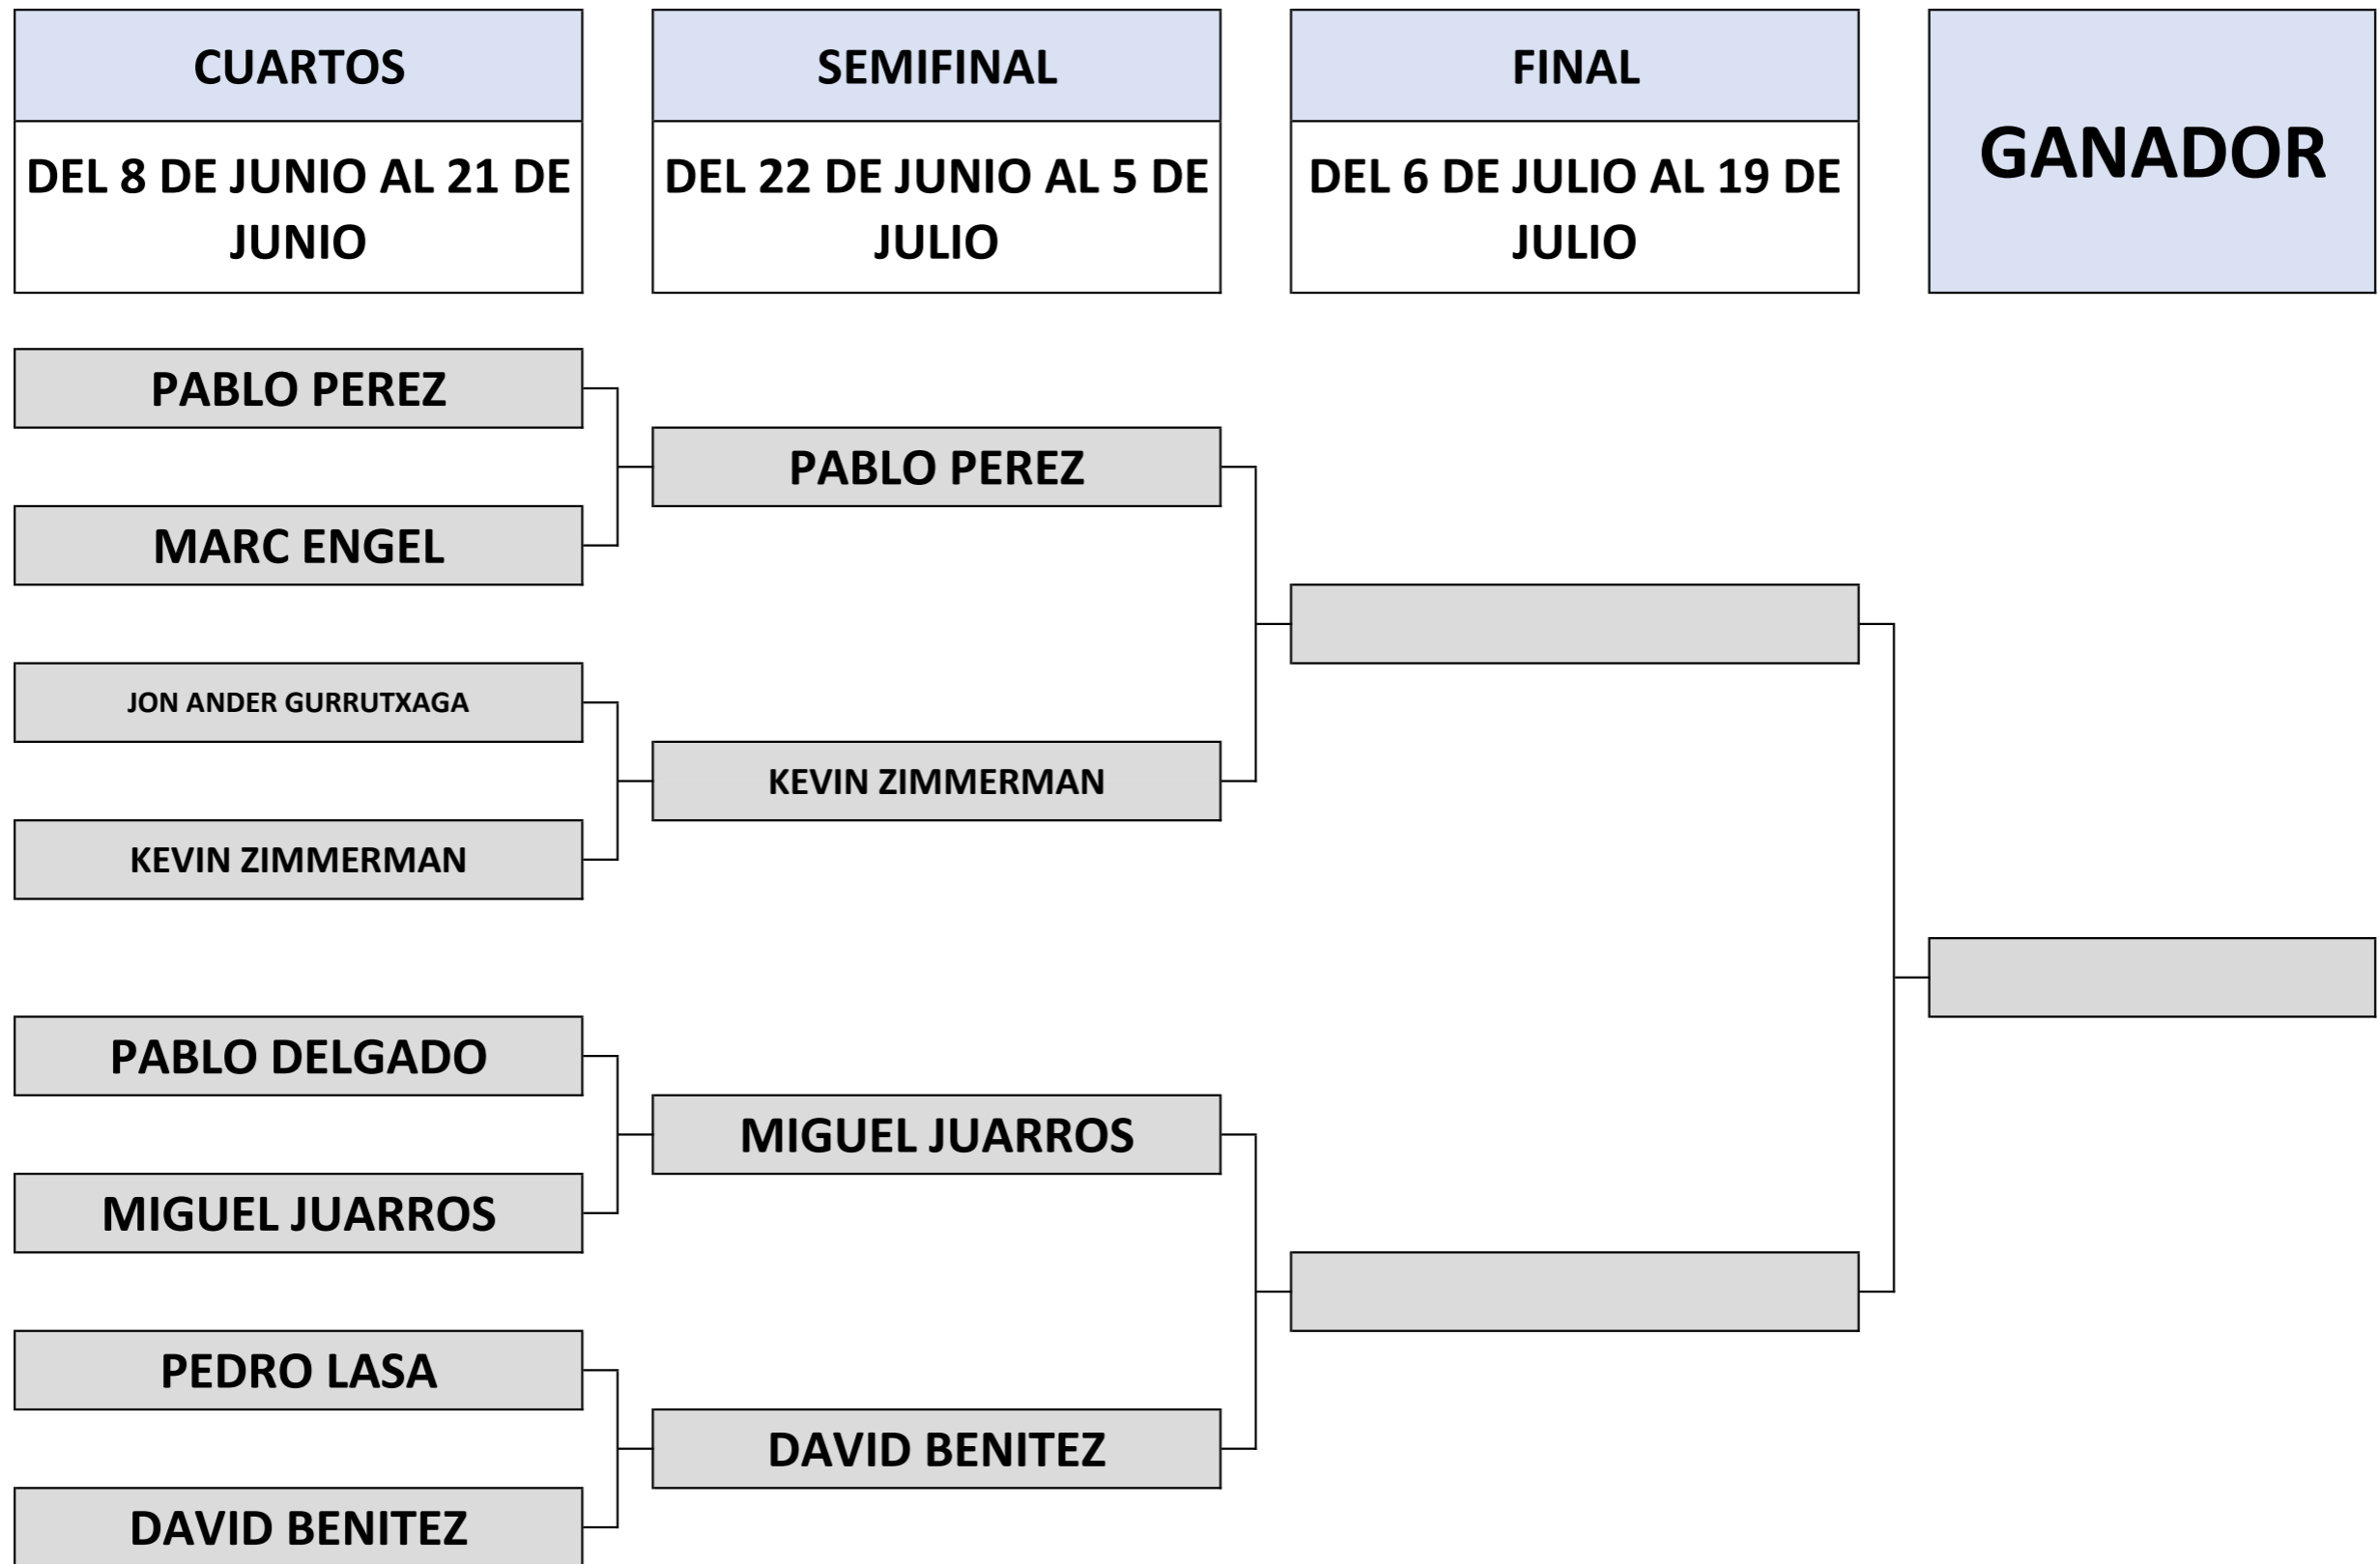 CUARTOS
DEL 8 DE JUNIO AL 21 DE
JUNIO
SEMIFINAL
DEL 22 DE JUNIO AL 5 DE
JULIO
FINAL
DEL 6 DE JULIO AL 19 DE
JULIO
GANADOR
PABLO PEREZ
MARC ENGEL
JON ANDER GURRUTXAGA
KEVIN ZIMMERMAN
PABLO DELGADO
MIGUEL JUARROS
PEDRO LASA
DAVID BENITEZ
PABLO PEREZ
KEVIN ZIMMERMAN
MIGUEL JUARROS
DAVID BENITEZ